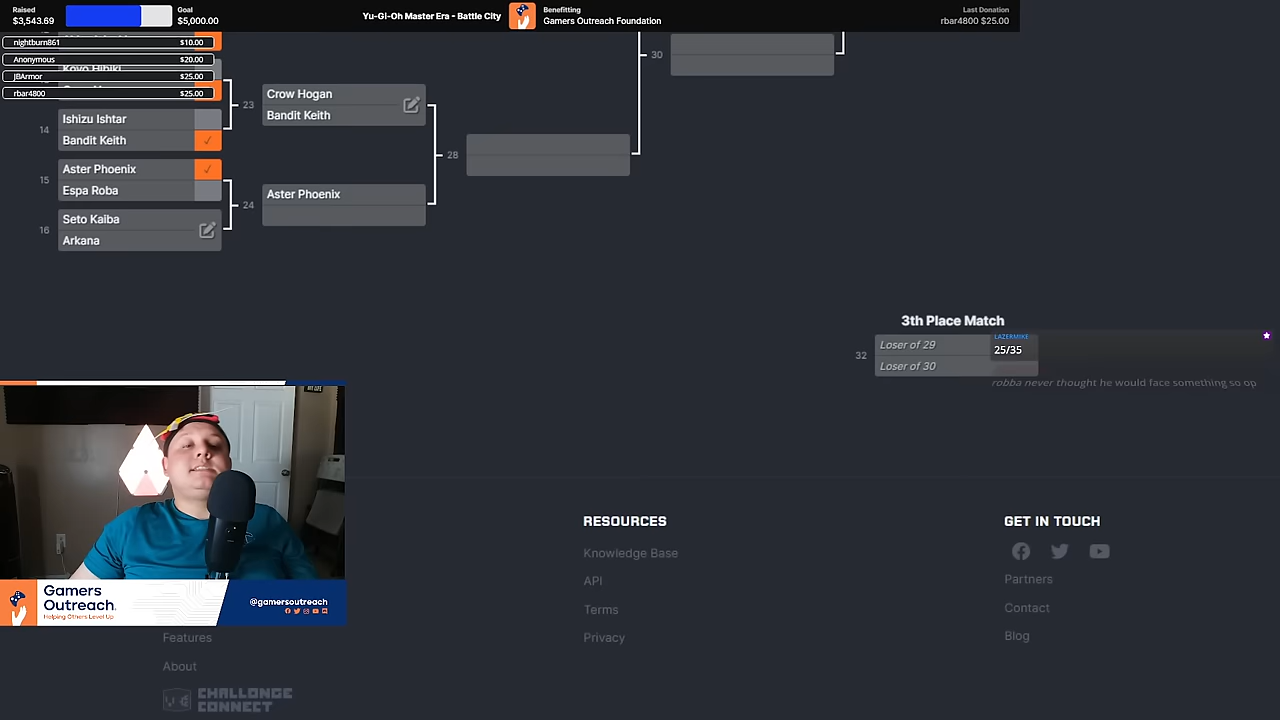 Raised
$3,543.69
Goal
$5,000.00
Yu-Gi-Oh Master Era - Battle City
Benefitting
Gamers Outreach Foundation
Last Donation
rbar4800 $25.00
nightburn861 $10.00
Anonymous $20.00
JBArmor $25.00
rbar4800 $25.00
Koyo Hibiki
14
Ishizu Ishtar
Bandit Keith
15
Aster Phoenix
Espa Roba
16
Seto Kaiba
Arkana
23
Crow Hogan
Bandit Keith
24
Aster Phoenix
28
30
3th Place Match
32
Loser of 29
Loser of 30
LAZERMIKE
25/35
robba never thought he would face something so op
Gamers
Outreach.
Helping Others Level Up
@gamersoutreach
Features
About
CHALLONGE
CONNECT
RESOURCES
Knowledge Base
API
Terms
Privacy
GET IN TOUCH
Partners
Contact
Blog